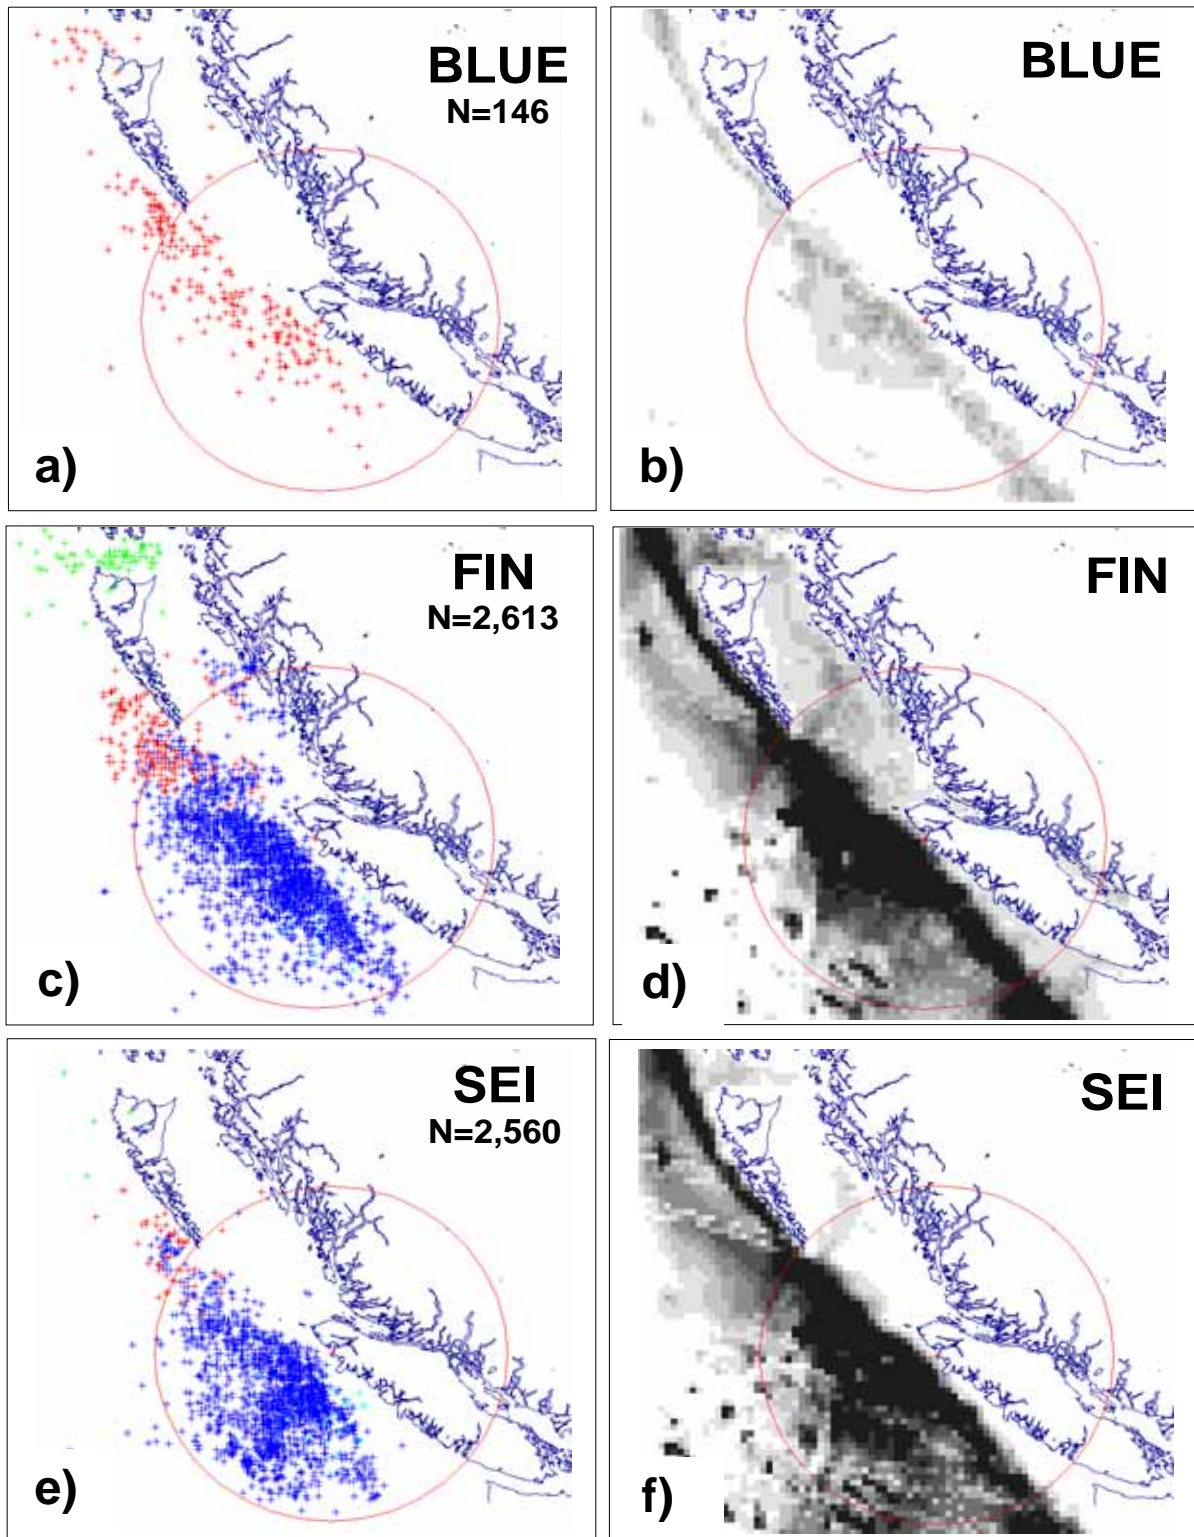 BLUE
N=146
a)
BLUE
b)
FIN
N=2,613
c)
FIN
d)
SEI
N=2,560
e)
SEI
f)